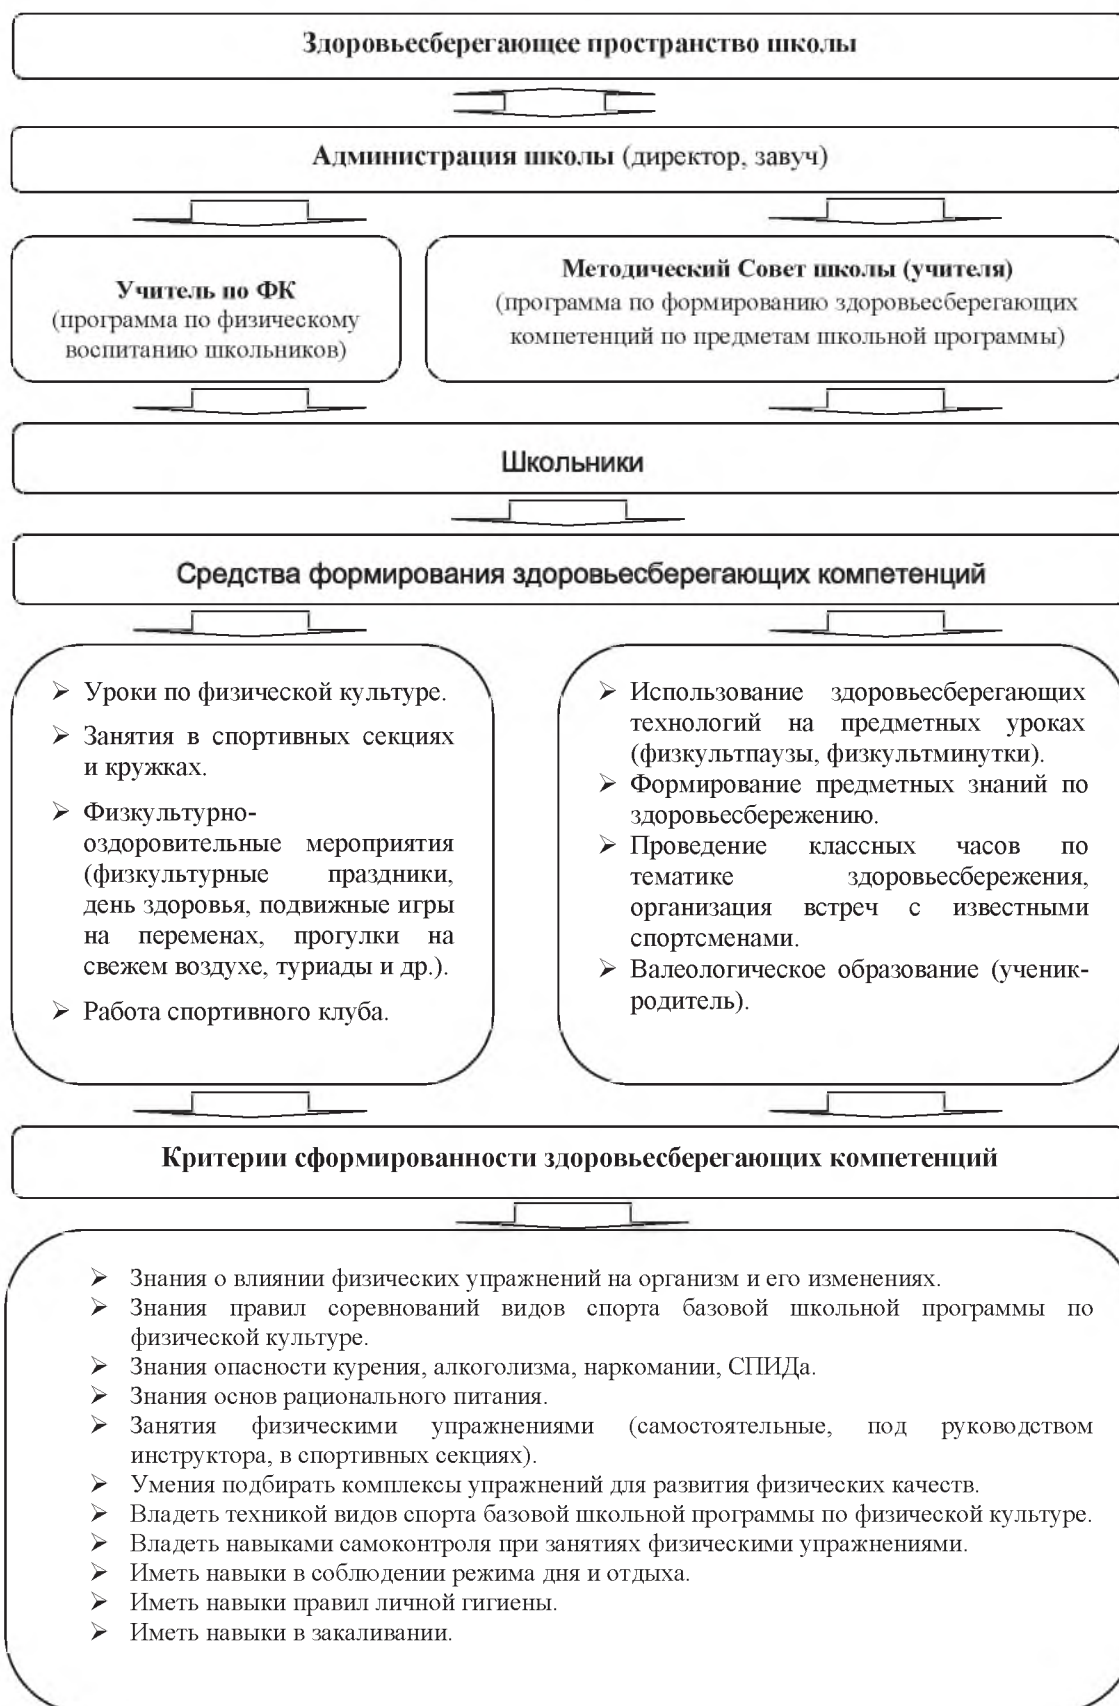 Здоровьесберегающее пространство школы
Администрация школы (директор, завуч)
Учитель по ФК
(программа по физическому
воспитанию школьников)
Методический Совет школы (учителя)
(программа по формированию здоровьесберегающих
компетенций по предметам школьной программы)
Школьники
Средства формирования здоровьесберегающих компетенций
➢ Уроки по физической культуре.
➢ Занятия в спортивных секциях
и кружках.
➢ Физкультурно-
оздоровительные мероприятия
(физкультурные праздники,
день здоровья, подвижные игры
на переменах, прогулки на
свежем воздухе, туриады и др.).
➢ Работа спортивного клуба.
➢ Использование здоровьесберегающих
технологий на предметных уроках
(физкультпаузы, физкультминутки).
➢ Формирование предметных знаний по
здоровьесбережению.
➢ Проведение классных часов по
тематике здоровьесбережения,
организация встреч с известными
спортсменами.
➢ Валеологическое образование (ученик-
родитель).
Критерии сформированности здоровьесберегающих компетенций
➢ Знания о влиянии физических упражнений на организм и его изменениях.
➢ Знания правил соревнований видов спорта базовой школьной программы по
физической культуре.
➢ Знания опасности курения, алкоголизма, наркомании, СПИДа.
➢ Знания основ рационального питания.
➢ Занятия физическими упражнениями (самостоятельные, под руководством
инструктора, в спортивных секциях).
➢ Умения подбирать комплексы упражнений для развития физических качеств.
➢ Владеть техникой видов спорта базовой школьной программы по физической культуре.
➢ Владеть навыками самоконтроля при занятиях физическими упражнениями.
➢ Иметь навыки в соблюдении режима дня и отдыха.
➢ Иметь навыки правил личной гигиены.
➢ Иметь навыки в закаливании.